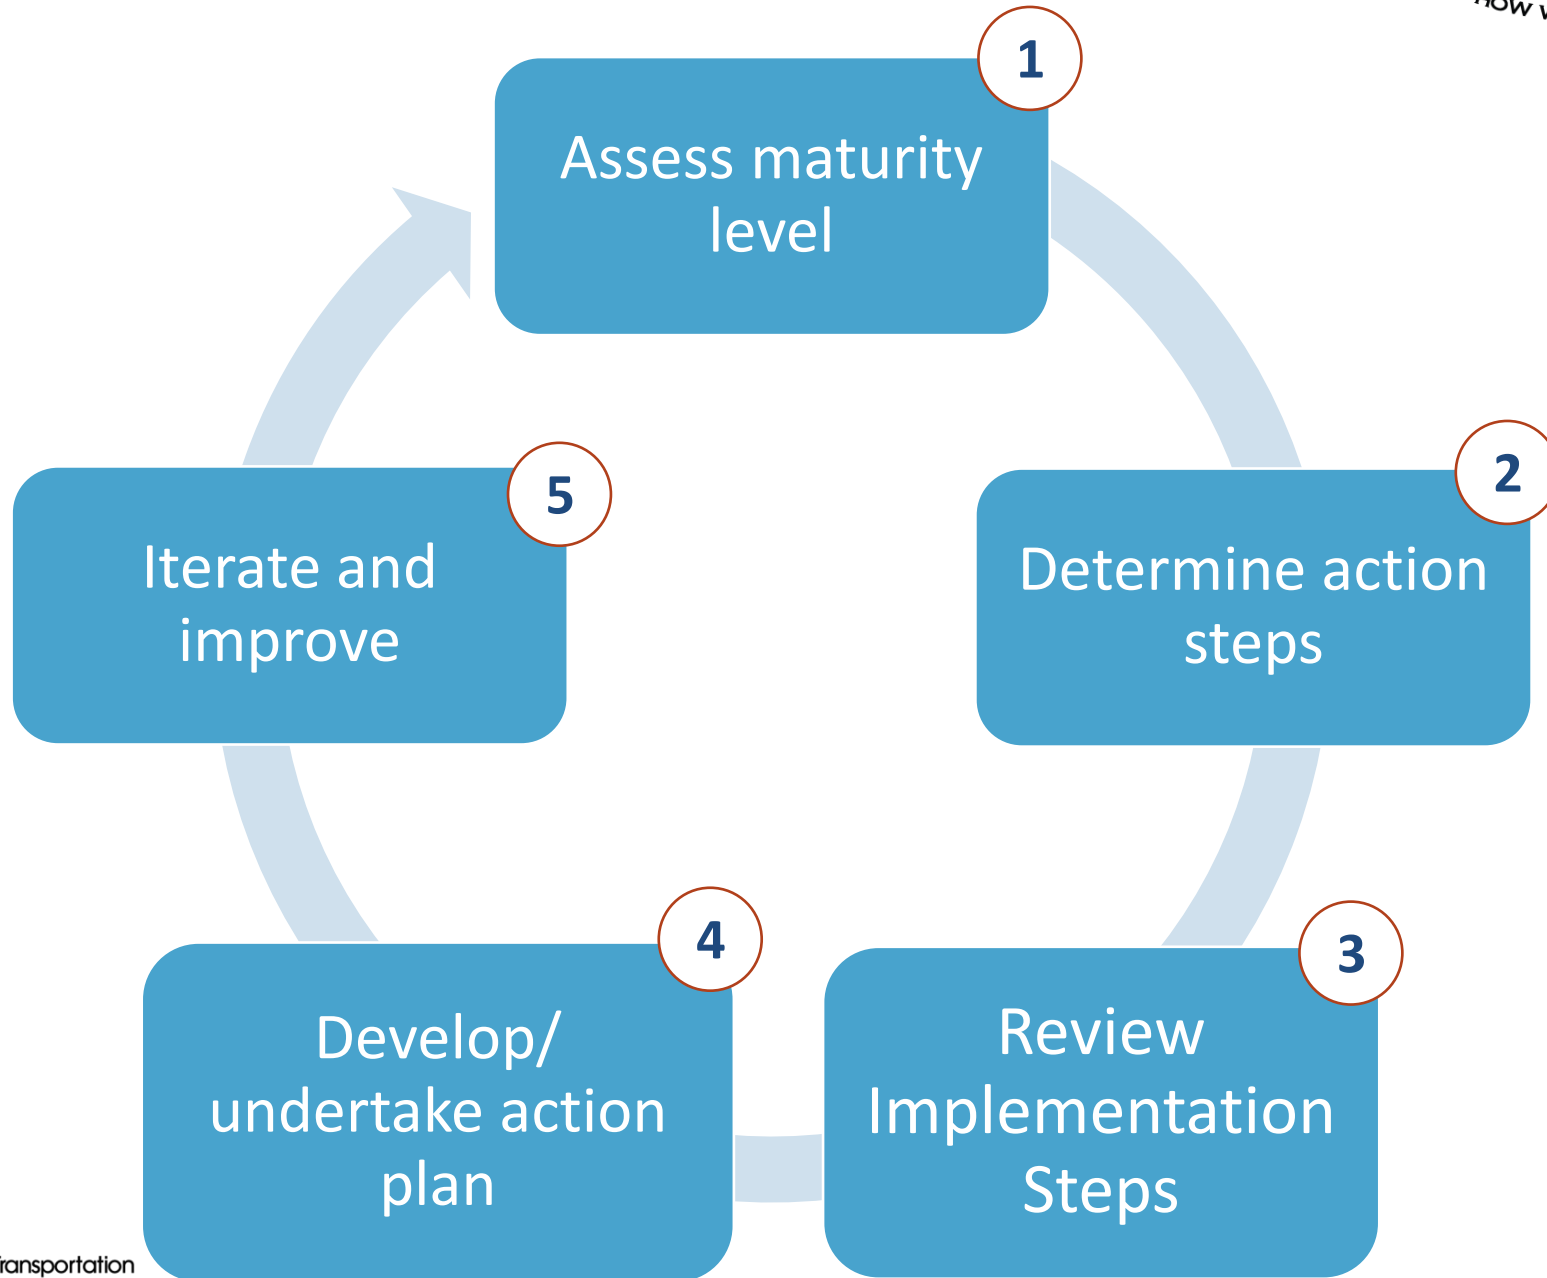 How
1
Assess maturity
level
2
Determine action
steps
3
Review
Implementation
Steps
4
Develop/
undertake action
plan
5
Iterate and
improve
ransportation